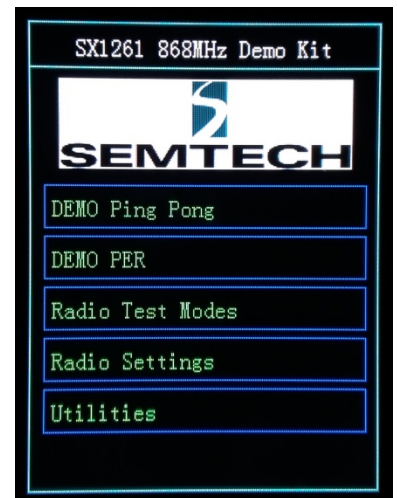 SX1261 868MHz Demo Kit
SEMTECH
DEMO Ping Pong
DEMO PER
Radio Test Modes
Radio Settings
Utilities